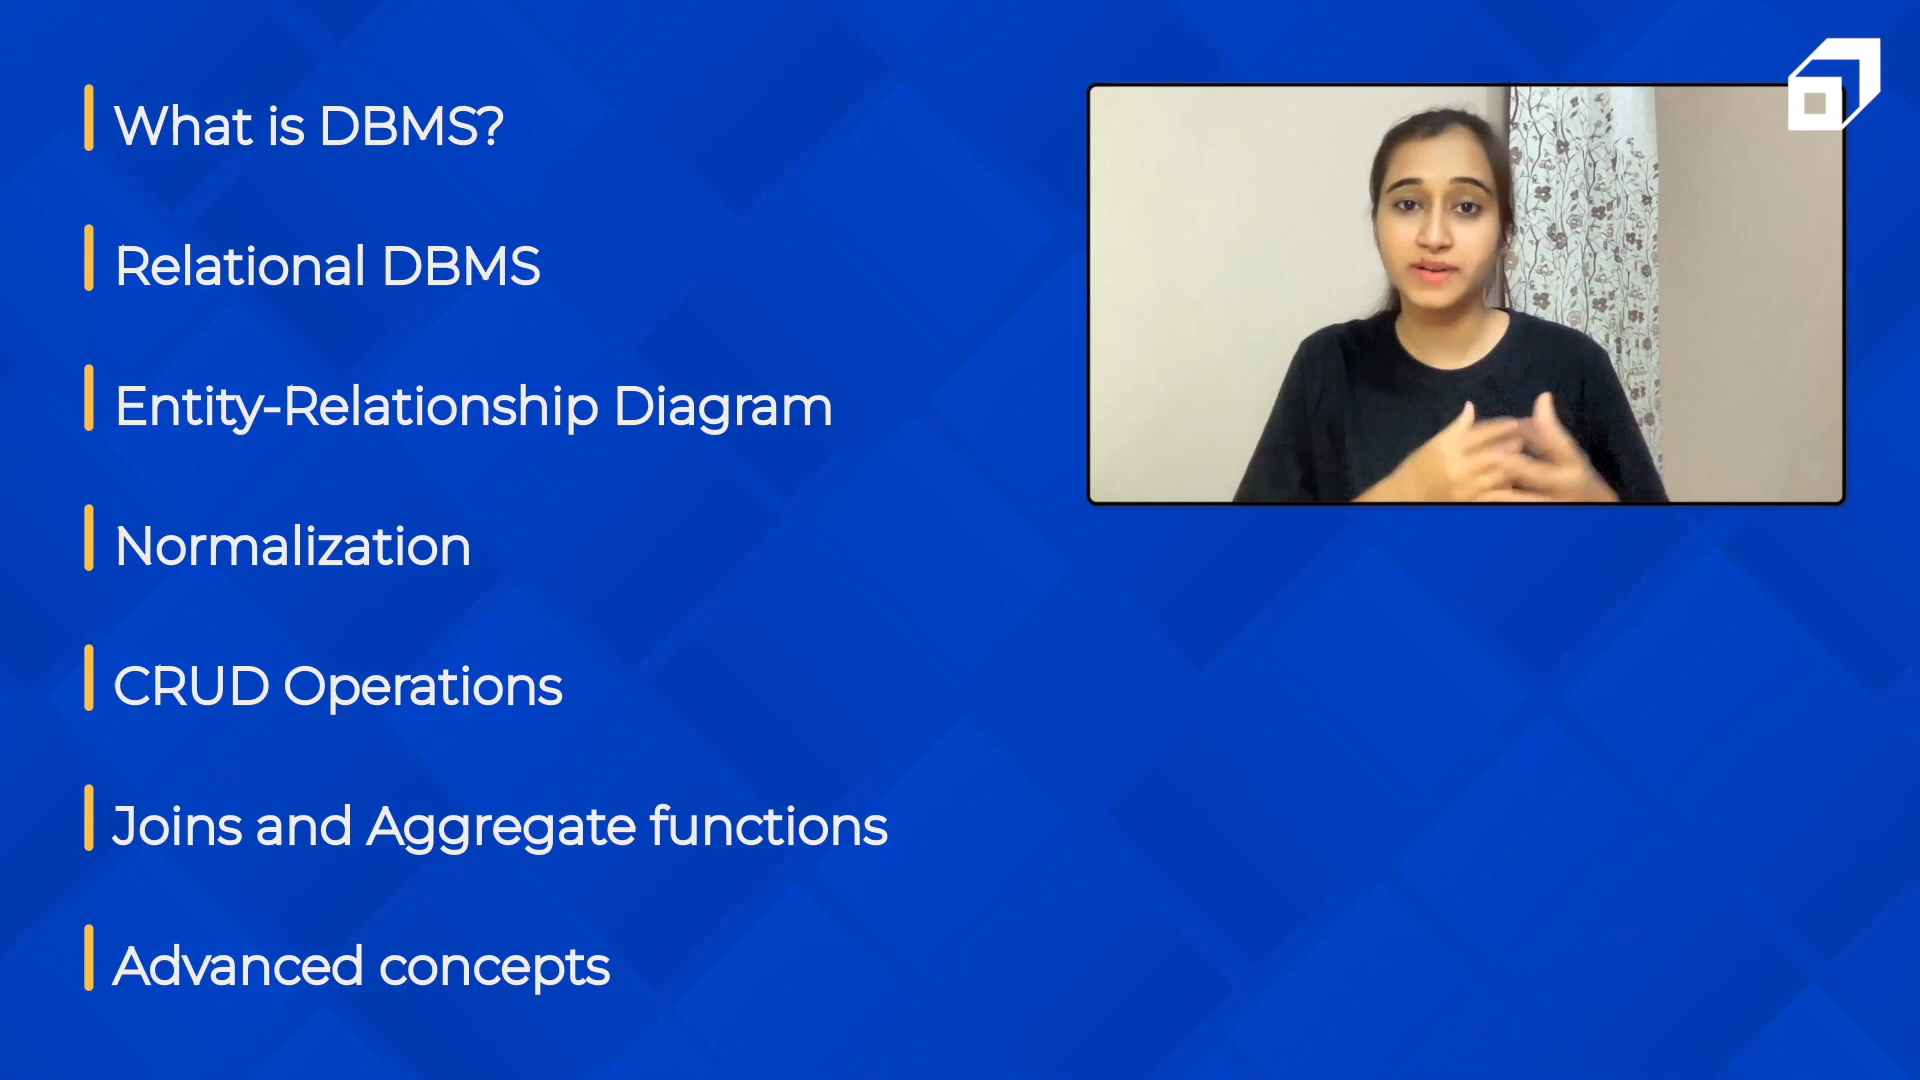 What is DBMS?
Relational DBMS
Entity-Relationship Diagram
Normalization
CRUD Operations
Joins and Aggregate functions
Advanced concepts